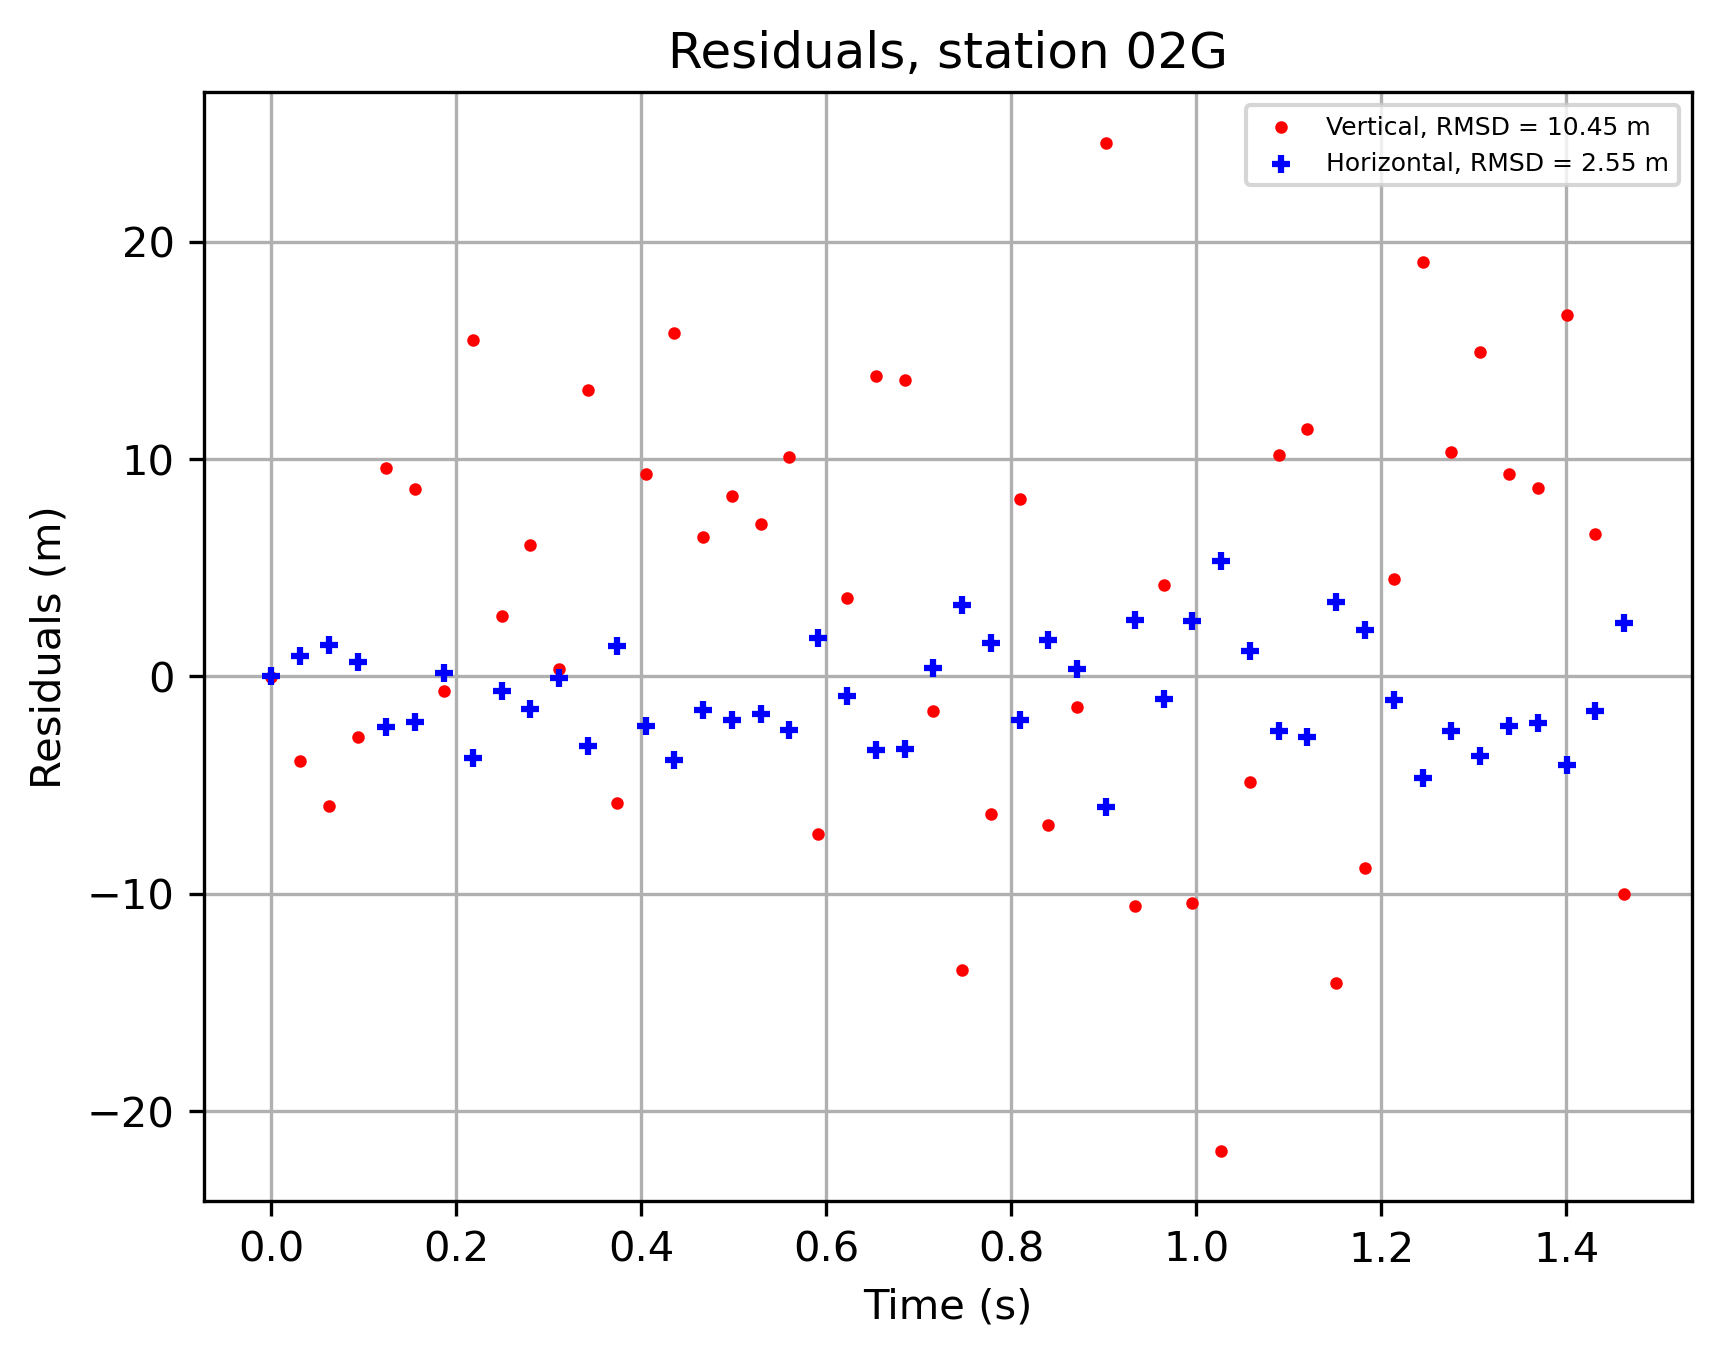 Residuals, station 02G
Vertical, RMSD = 10.45 m
Horizontal, RMSD = 2.55 m
Residuals (m)
20
10
0
−10
−20
0.0 0.2 0.4 0.6 0.8 1.0 1.2 1.4
Time (s)